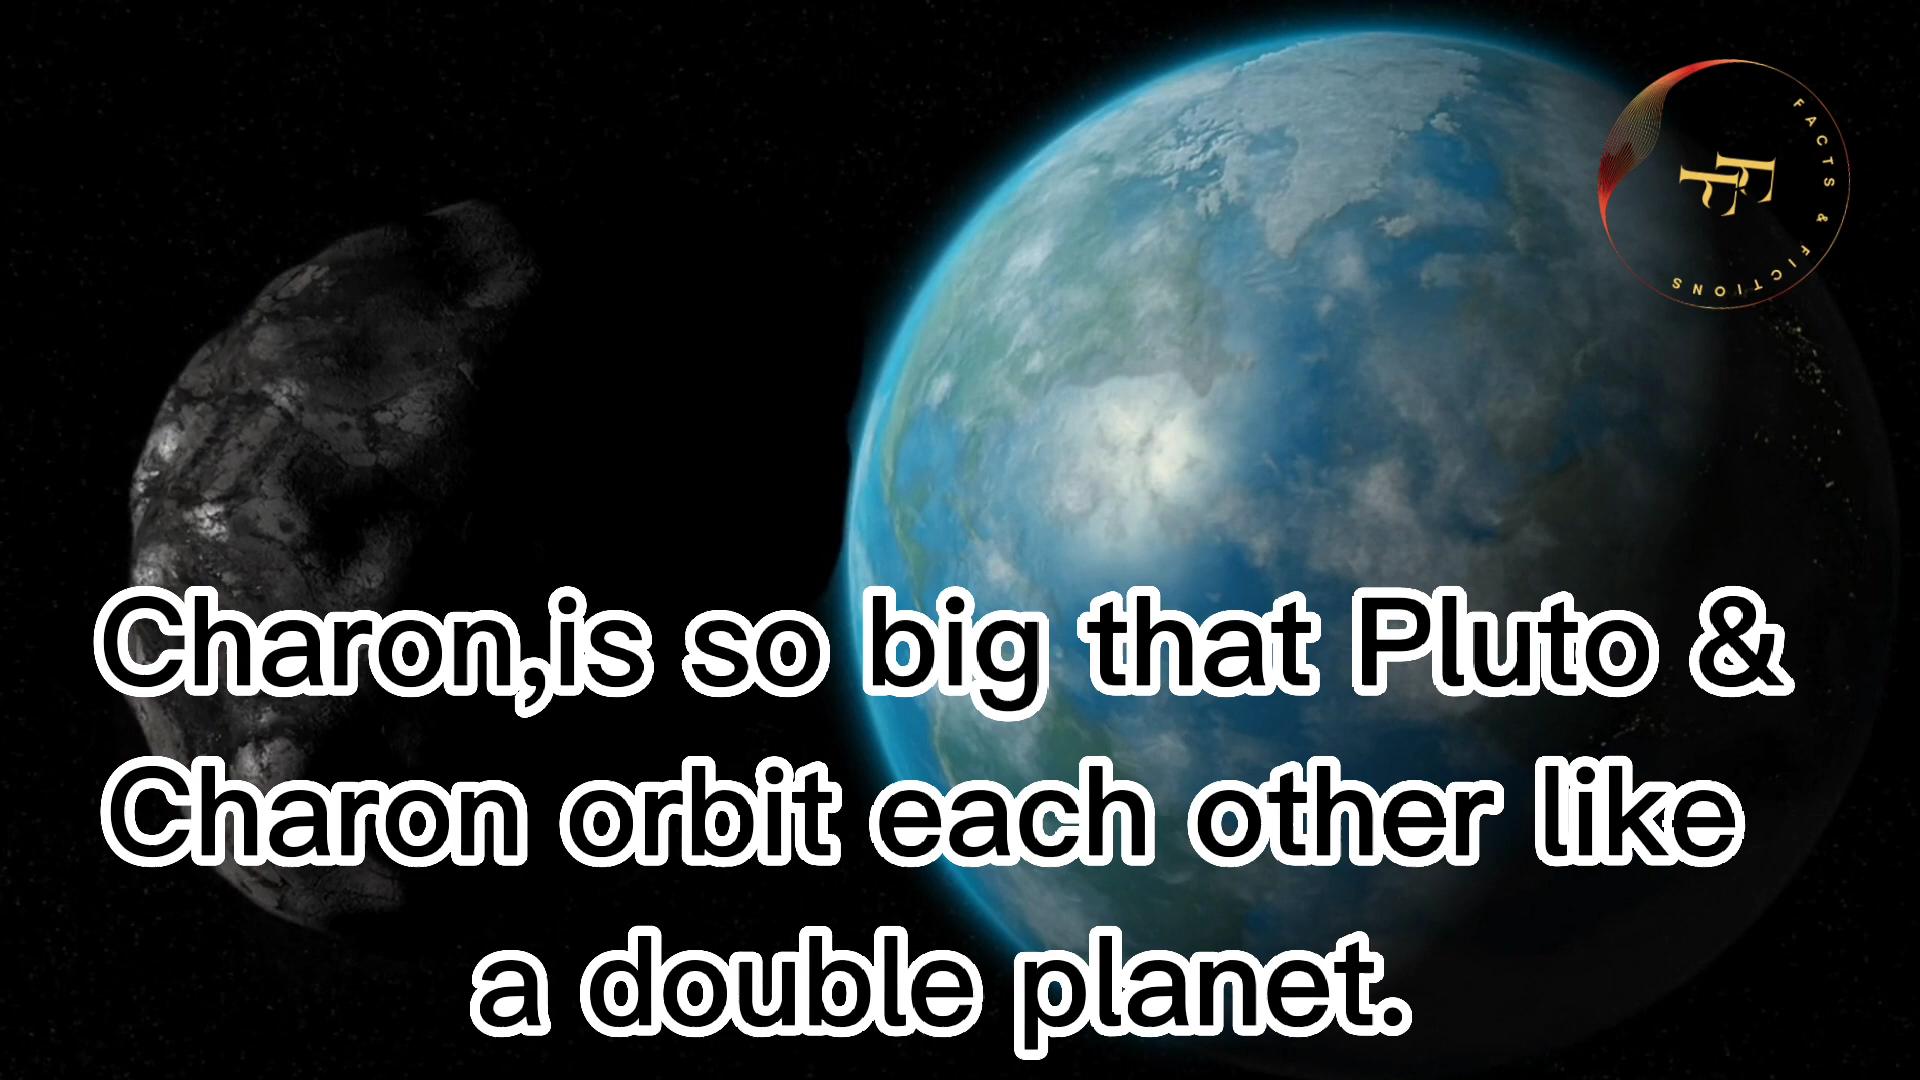 FACTS & FICTIONS
Charon,is so big that Pluto &
Charon orbit each other like
a double planet.